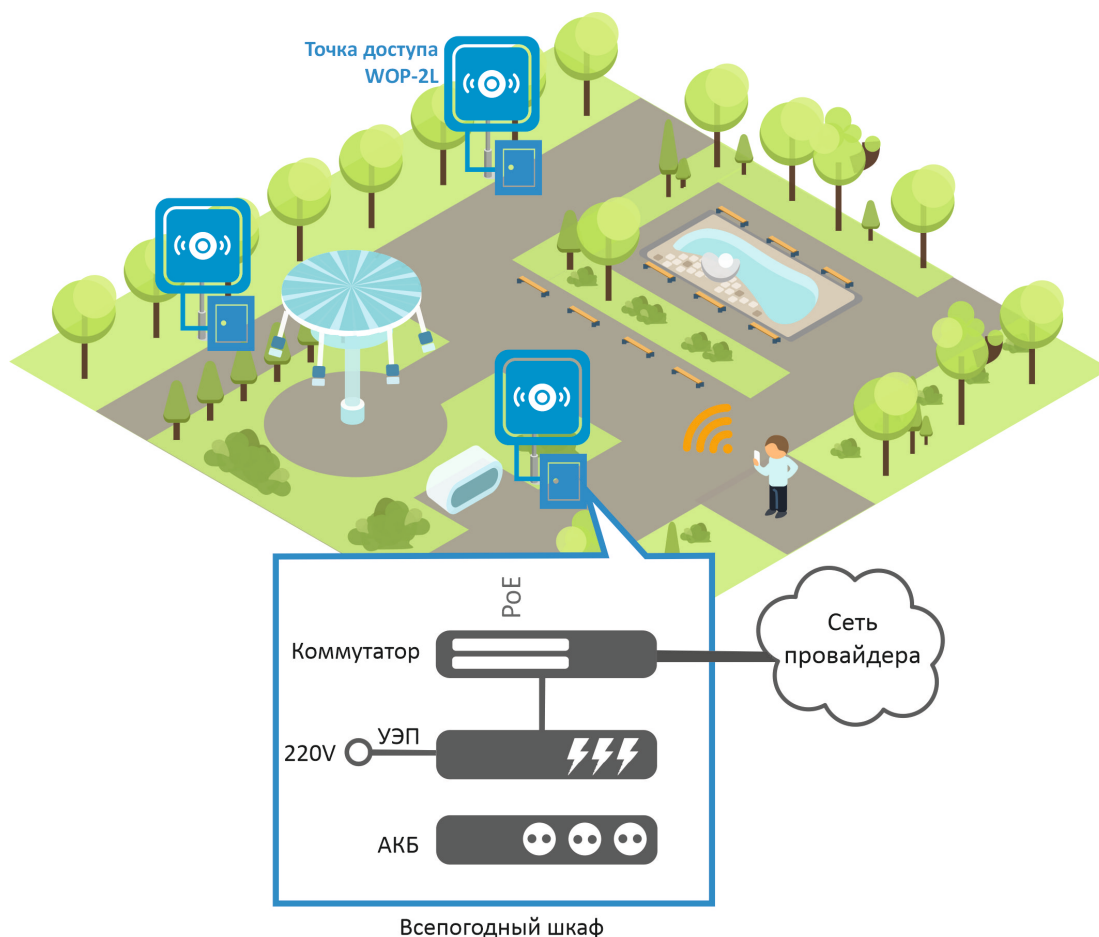 Точка доступа
WOP-2L
PoE
Коммутатор
Сеть
провайдера
УЭП
220V
АКБ
Всепогодный шкаф